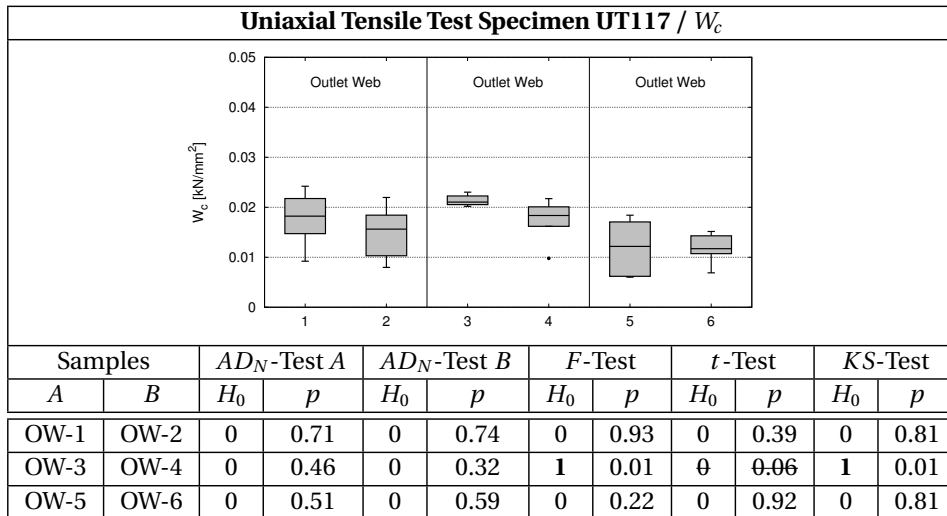 Uniaxial Tensile Test Specimen UT117 / W_c
0.05
Outlet Web Outlet Web Outlet Web
0.04
0.03
W_c [kN/mm²]
0.02
0.01
0
1 2 3 4 5 6
Samples AD_N-Test A AD_N-Test B F-Test t-Test KS-Test
A B H_0 p H_0 p H_0 p H_0 p H_0 p
OW-1 OW-2 0 0.71 0 0.74 0 0.93 0 0.39 0 0.81
OW-3 OW-4 0 0.46 0 0.32 1 0.01 0 0.06 1 0.01
OW-5 OW-6 0 0.51 0 0.59 0 0.22 0 0.92 0 0.81